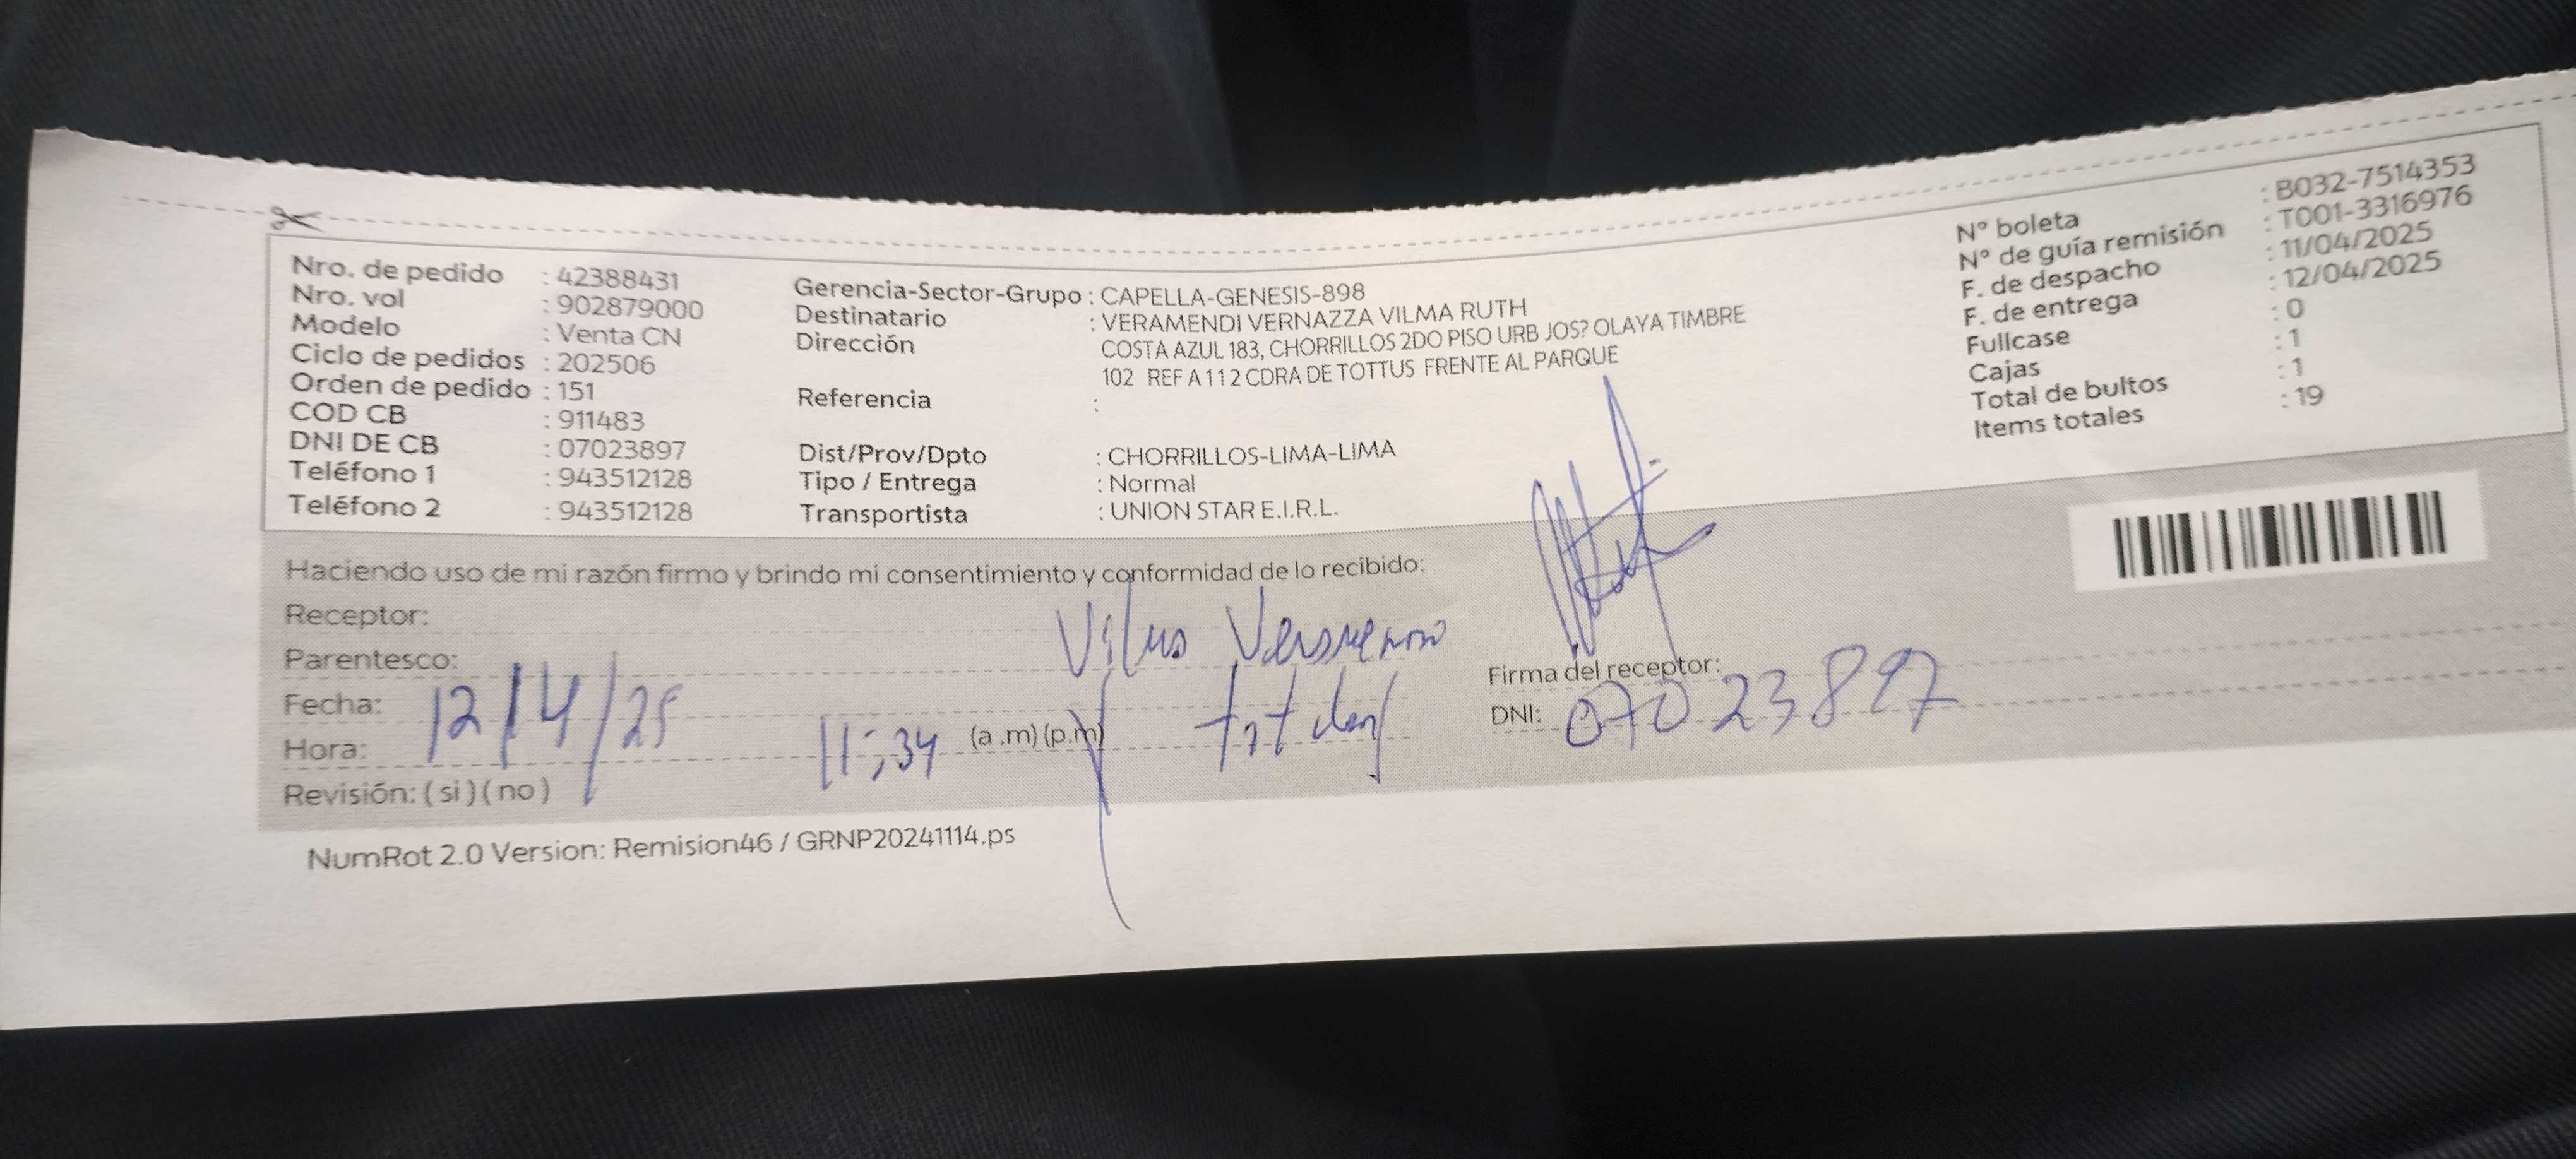 Nro. de pedido : 42388431
Nro. vol : 902879000
Modelo : Venta CN
Ciclo de pedidos : 202506
Orden de pedido : 151
COD CB : 911483
DNI DE CB : 07023897
Teléfono 1 : 943512128
Teléfono 2 : 943512128
Gerencia-Sector-Grupo : CAPELLA-GENESIS-898
Destinatario : VERAMENDI VERNAZZA VILMA RUTH
Dirección COSTA AZUL 183, CHORRILLOS 2DO PISO URB JOS? OLAYA TIMBRE
102 REF A 1 1 2 CDRA DE TOTTUS FRENTE AL PARQUE
Referencia :
Dist/Prov/Dpto : CHORRILLOS-LIMA-LIMA
Tipo / Entrega : Normal
Transportista : UNION STAR E.I.R.L.
Nº boleta : B032-7514353
Nº de guía remisión : T001-3316976
F. de despacho : 11/04/2025
F. de entrega : 12/04/2025
Fullcase : 0
Cajas : 1
Total de bultos : 1
Items totales : 19
Haciendo uso de mi razón firmo y brindo mi consentimiento y conformidad de lo recibido:
Receptor:
Parentesco:
Fecha: 12/4/25
Hora: 11:34 (a.m) (p.m)
Revisión: ( si ) ( no )
Firma del receptor:
DNI: 07023897
NumRot 2.0 Version: Remision46 / GRNP20241114.ps